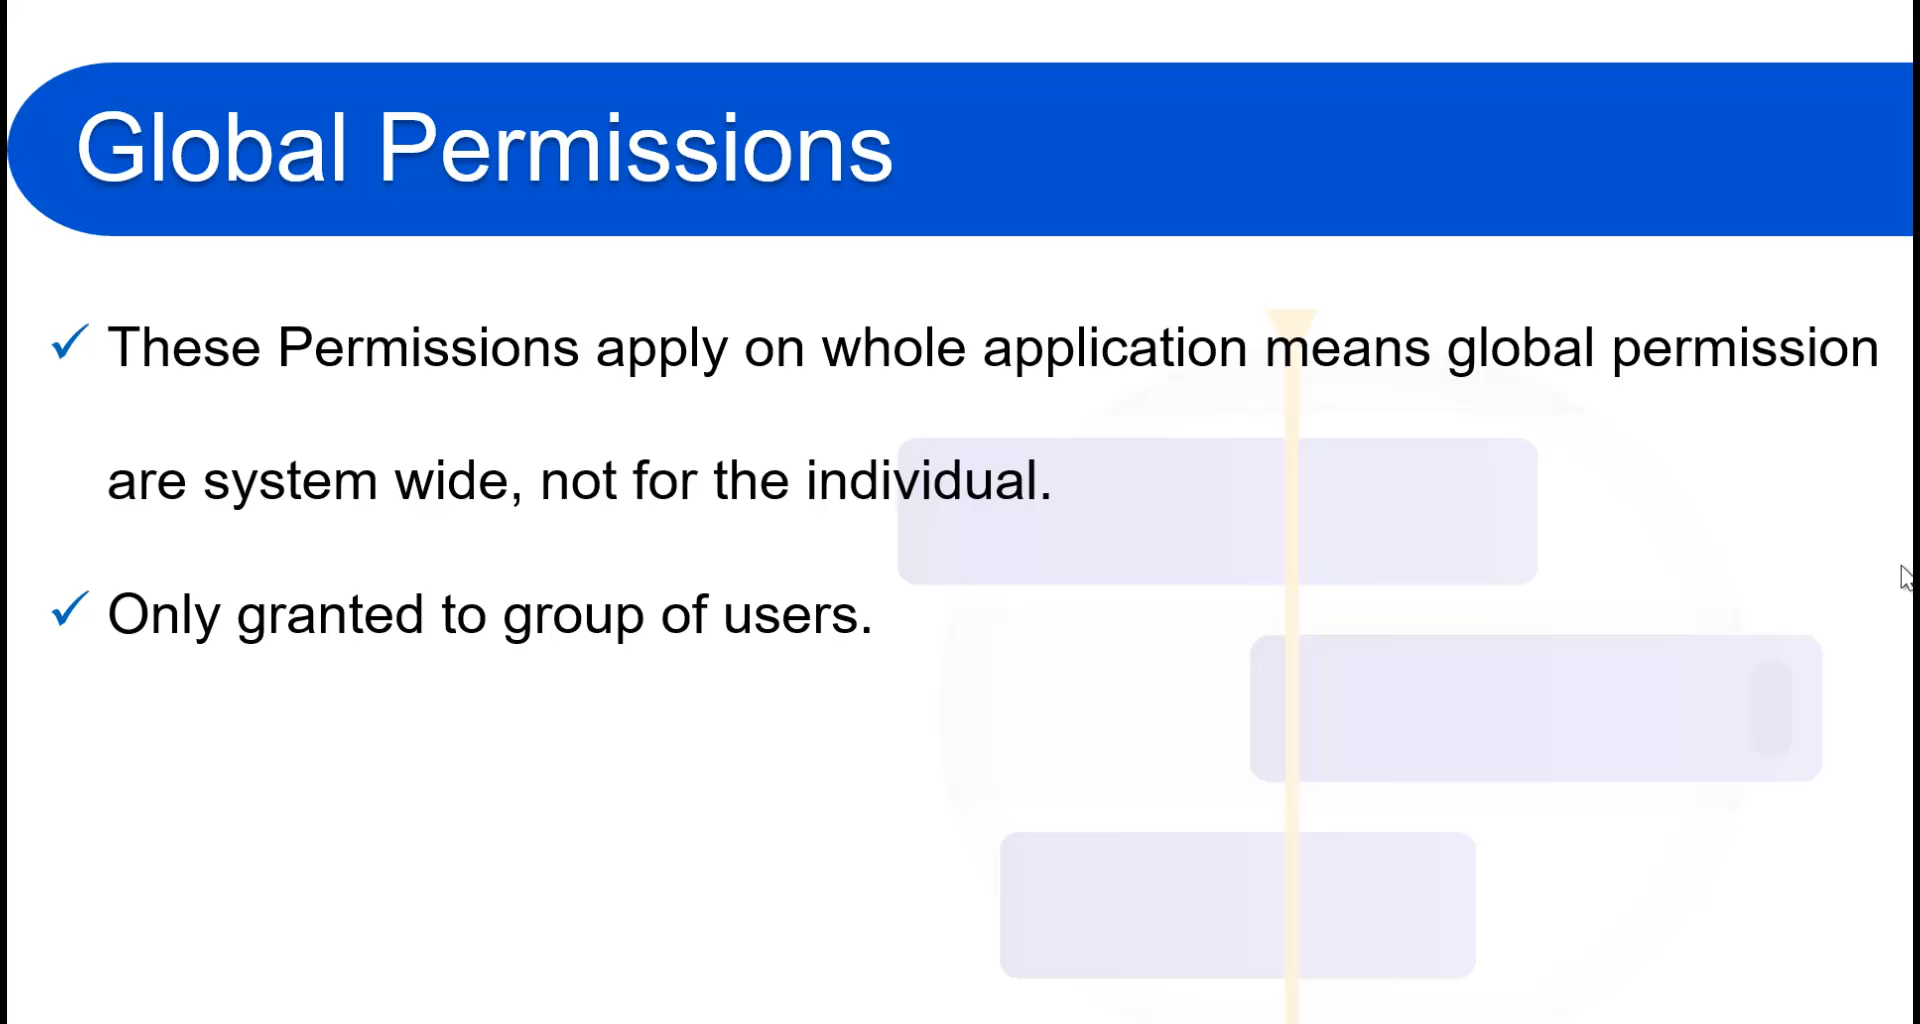 Global Permissions
These Permissions apply on whole application means global permission
are system wide, not for the individual.
Only granted to group of users.